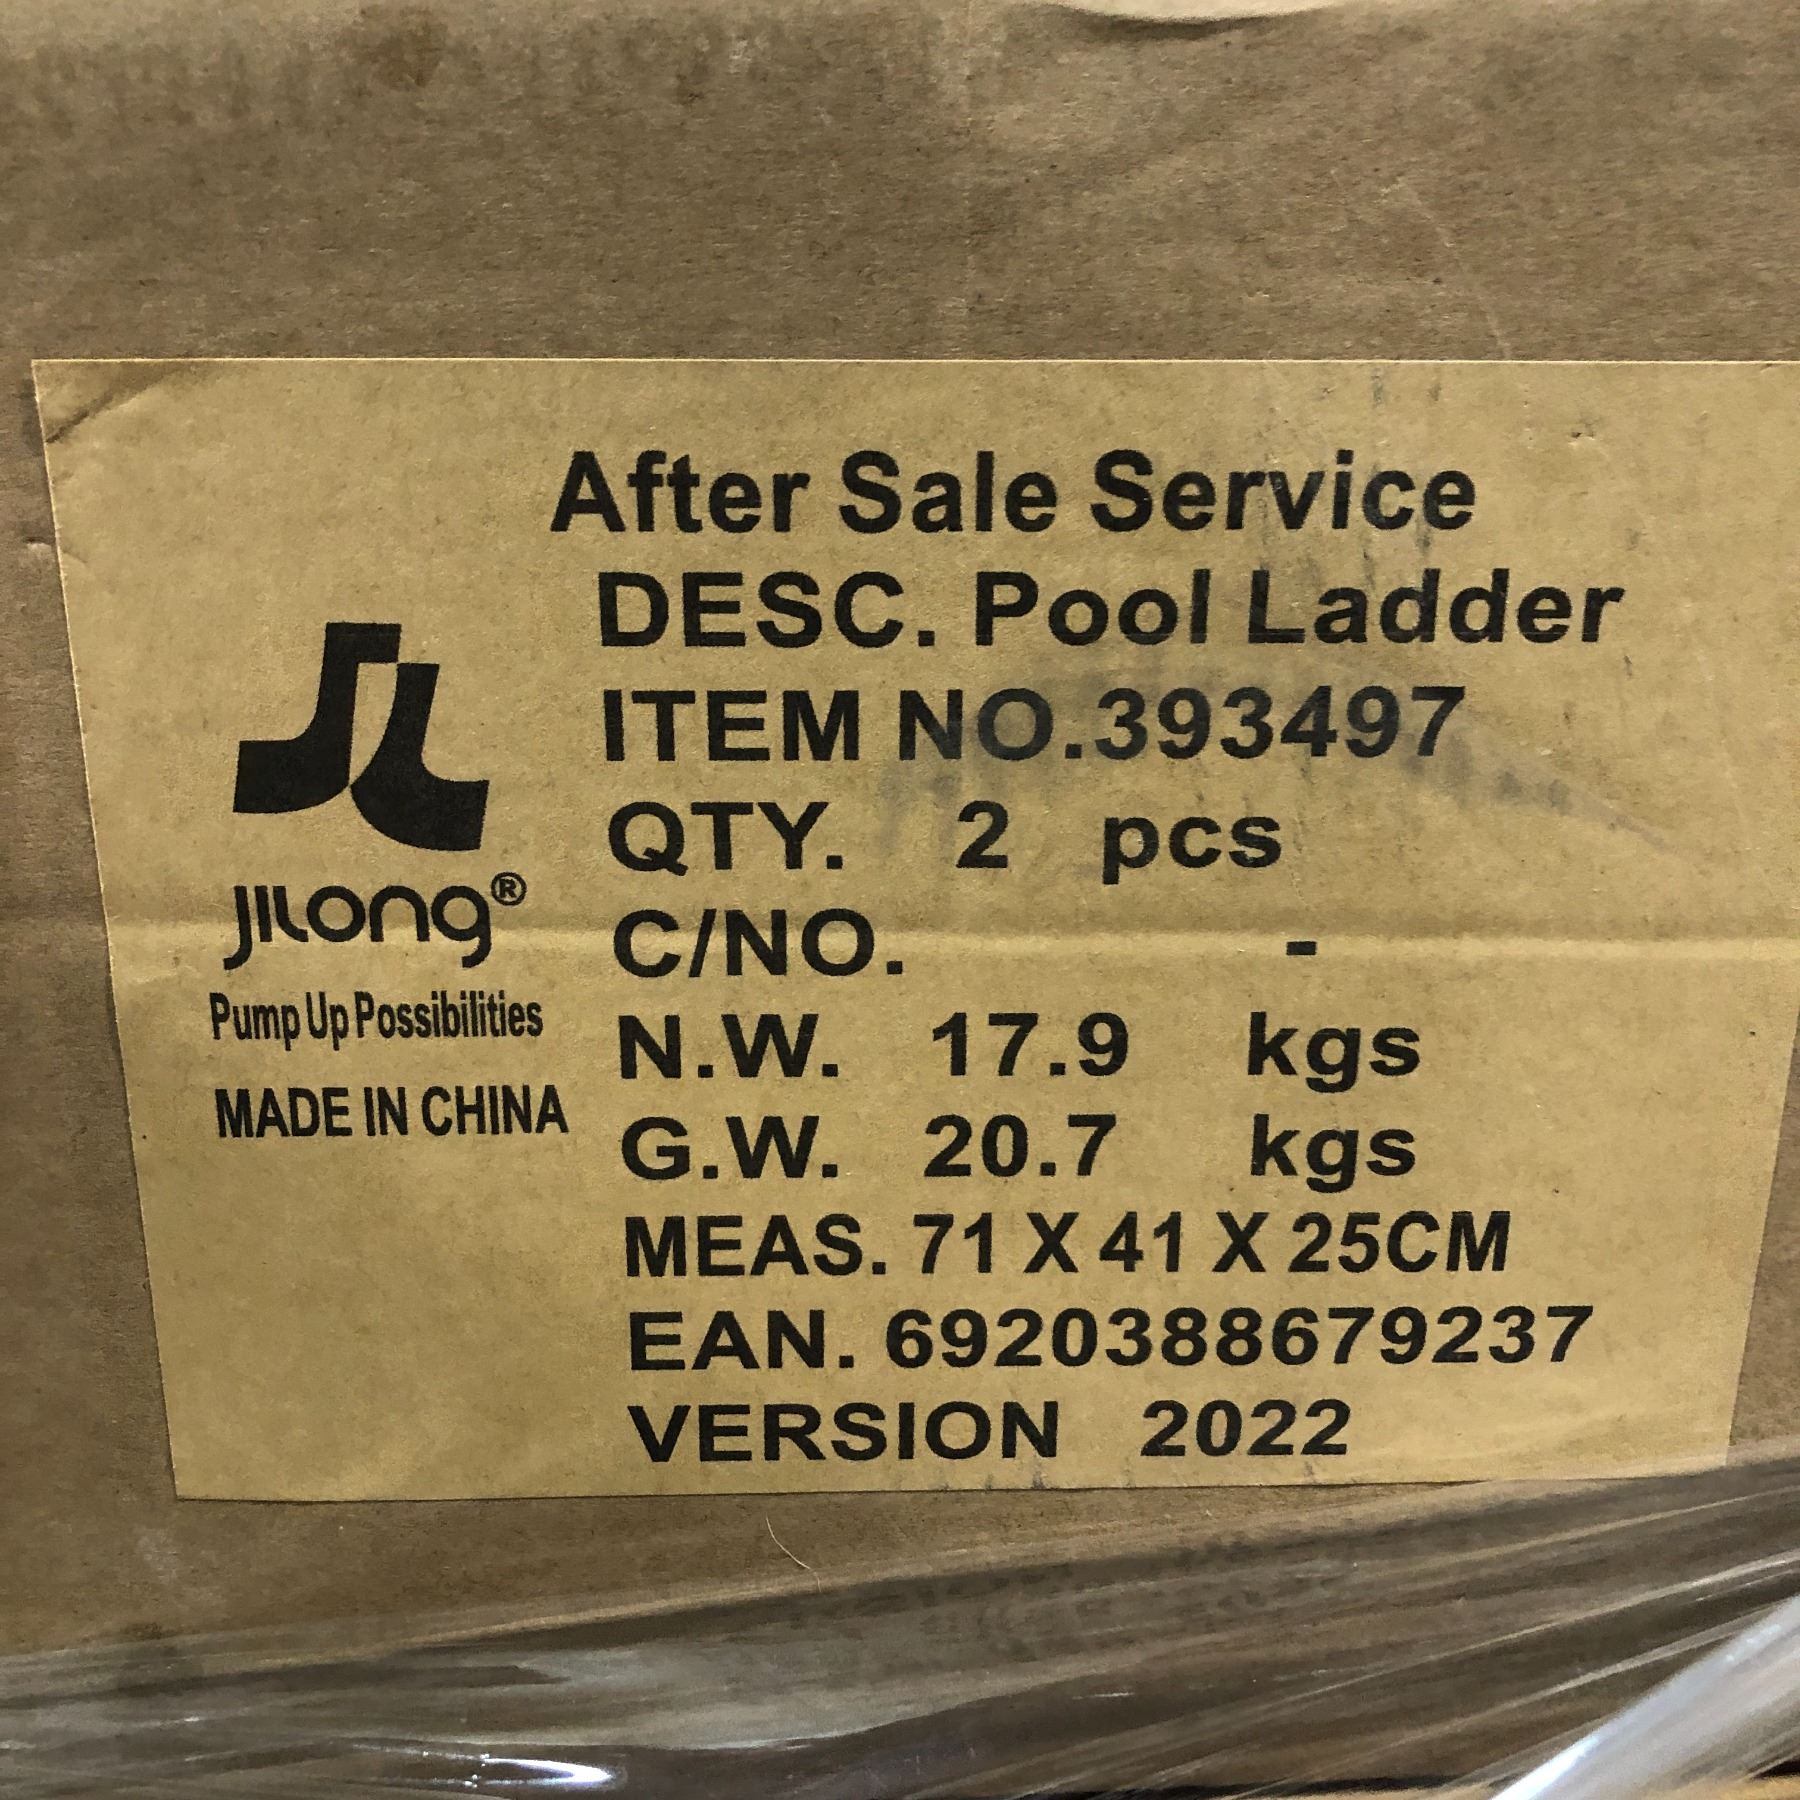 After Sale Service
DESC. Pool Ladder
ITEM NO.393497
QTY. 2 pcs
C/NO. -
N.W. 17.9 kgs
G.W. 20.7 kgs
MEAS. 71 X 41 X 25CM
EAN. 6920388679237
VERSION 2022
JILONG®
Pump Up Possibilities
MADE IN CHINA